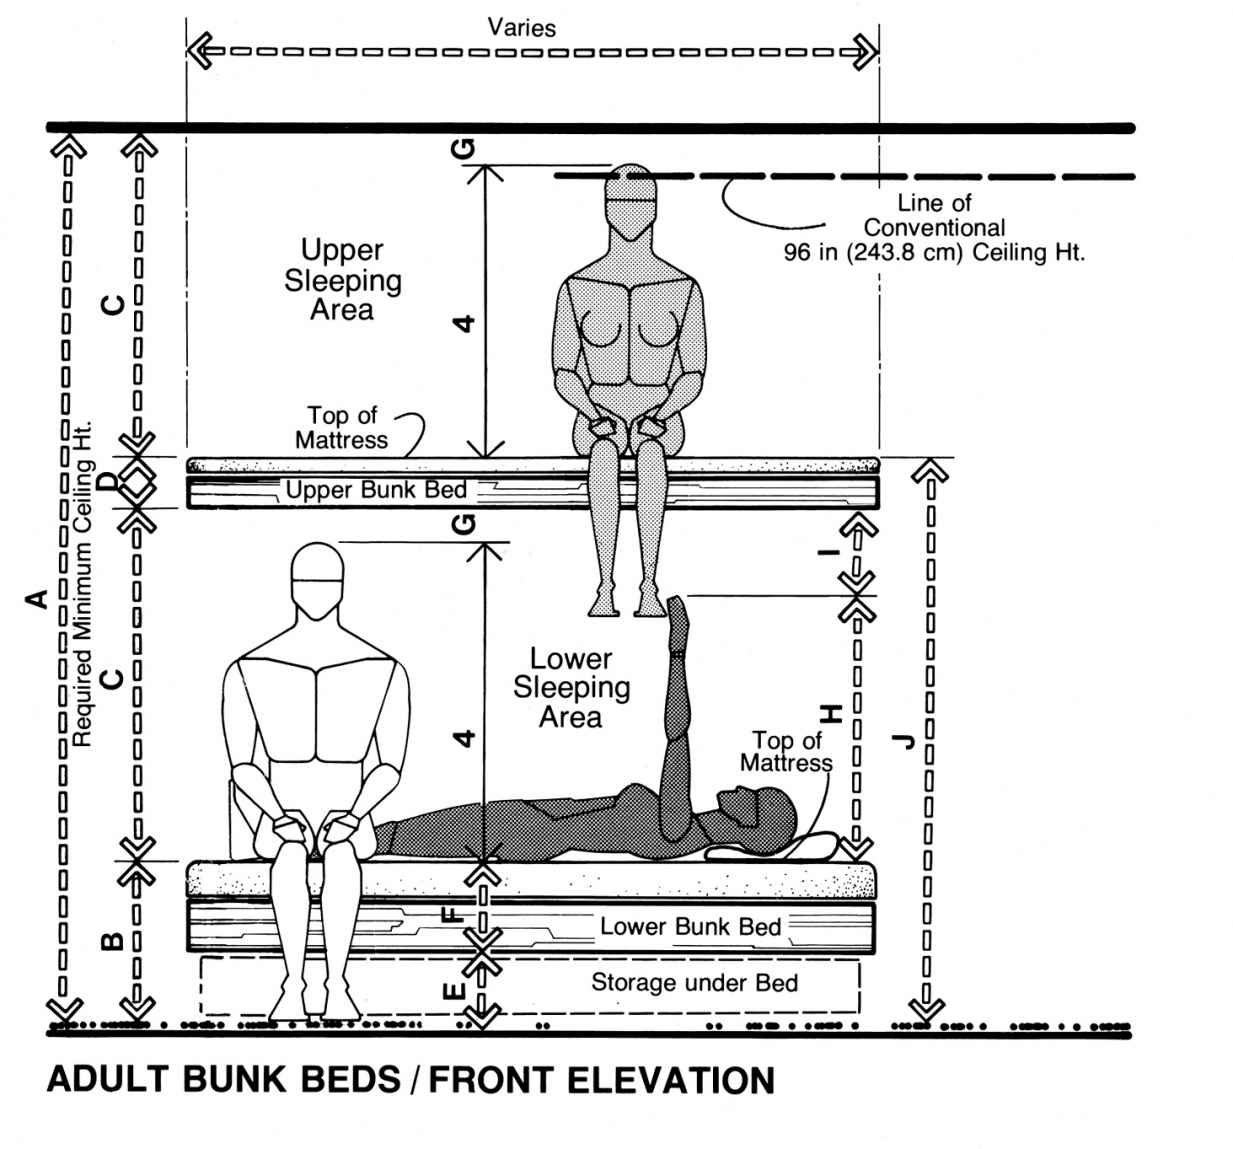 Varies
G
Line of
Conventional
96 in (243.8 cm) Ceiling Ht.
Upper
Sleeping
Area
C
4
Top of
Mattress
D
Upper Bunk Bed
G
I
A
Required Minimum Ceiling Ht.
C
Lower
Sleeping
Area
4
H
J
Top of
Mattress
F
Lower Bunk Bed
B
E
Storage under Bed
ADULT BUNK BEDS / FRONT ELEVATION